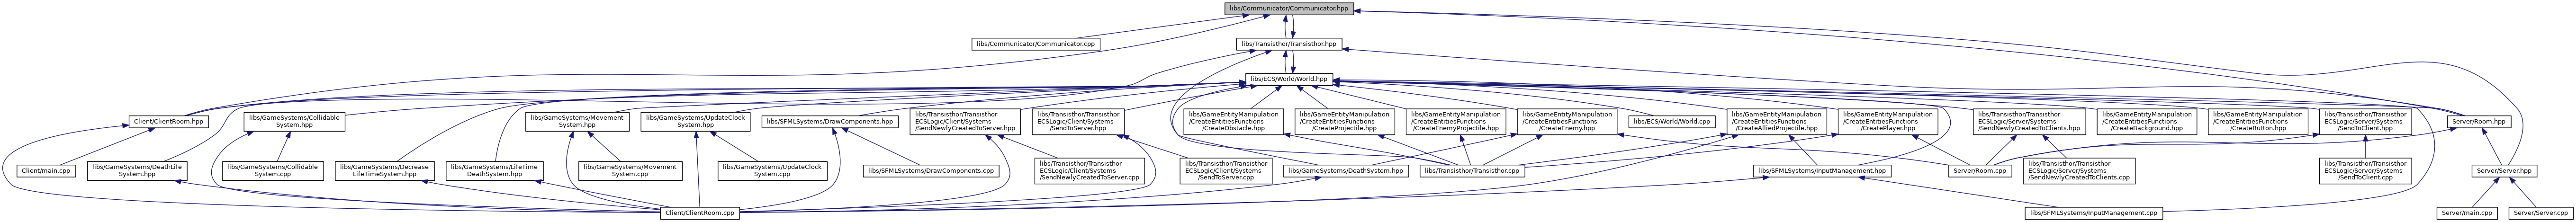 libs/Communicator/Communicator.hpp
libs/Communicator/Communicator.cpp
libs/Transisthor/Transisthor.hpp
libs/ECS/World/World.hpp
Client/ClientRoom.hpp
libs/GameSystems/Collidable
System.hpp
libs/GameSystems/Movement
System.hpp
libs/GameSystems/UpdateClock
System.hpp
libs/SFMLSystems/DrawComponents.hpp
libs/Transisthor/Transisthor
ECSLogic/Client/Systems
/SendNewlyCreatedToServer.hpp
libs/Transisthor/Transisthor
ECSLogic/Client/Systems
/SendToServer.hpp
libs/GameEntityManipulation
/CreateEntitiesFunctions
/CreateObstacle.hpp
libs/GameEntityManipulation
/CreateEntitiesFunctions
/CreateProjectile.hpp
libs/GameEntityManipulation
/CreateEntitiesFunctions
/CreateEnemyProjectile.hpp
libs/GameEntityManipulation
/CreateEntitiesFunctions
/CreateEnemy.hpp
libs/ECS/World/World.cpp
libs/GameEntityManipulation
/CreateEntitiesFunctions
/CreateAlliedProjectile.hpp
libs/GameEntityManipulation
/CreateEntitiesFunctions
/CreatePlayer.hpp
libs/Transisthor/Transisthor
ECSLogic/Server/Systems
/SendNewlyCreatedToClients.hpp
libs/GameEntityManipulation
/CreateEntitiesFunctions
/CreateBackground.hpp
libs/GameEntityManipulation
/CreateEntitiesFunctions
/CreateButton.hpp
libs/Transisthor/Transisthor
ECSLogic/Server/Systems
/SendToClient.hpp
Server/Room.hpp
Client/main.cpp
libs/GameSystems/DeathLife
System.hpp
libs/GameSystems/Collidable
System.cpp
libs/GameSystems/Decrease
LifeTimeSystem.hpp
libs/GameSystems/LifeTime
DeathSystem.hpp
libs/GameSystems/Movement
System.cpp
libs/GameSystems/UpdateClock
System.cpp
libs/SFMLSystems/DrawComponents.cpp
libs/Transisthor/Transisthor
ECSLogic/Client/Systems
/SendNewlyCreatedToServer.cpp
libs/Transisthor/Transisthor
ECSLogic/Client/Systems
/SendToServer.cpp
libs/GameSystems/DeathSystem.hpp
libs/Transisthor/Transisthor.cpp
libs/SFMLSystems/InputManagement.hpp
Server/Room.cpp
libs/Transisthor/Transisthor
ECSLogic/Server/Systems
/SendNewlyCreatedToClients.cpp
libs/Transisthor/Transisthor
ECSLogic/Server/Systems
/SendToClient.cpp
Server/Server.hpp
Client/ClientRoom.cpp
libs/SFMLSystems/InputManagement.cpp
Server/main.cpp
Server/Server.cpp